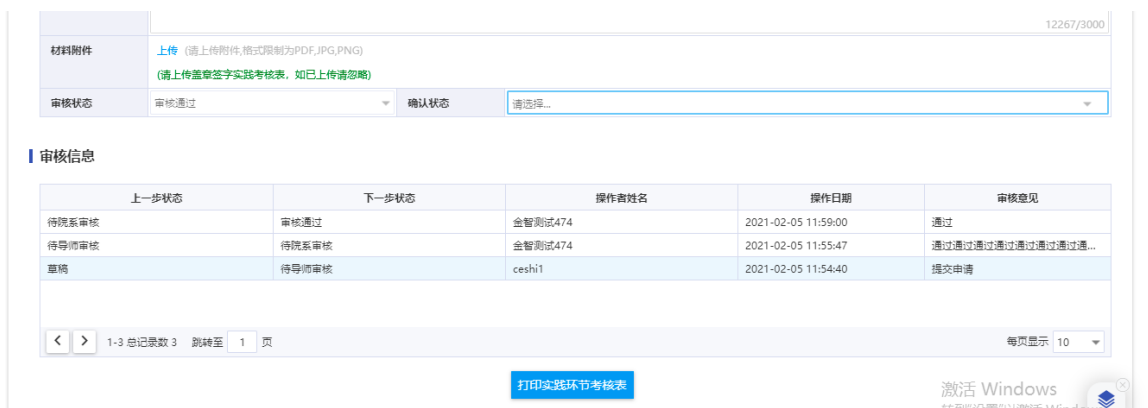 12267/3000
材料附件 上传 (请上传附件,格式限制为PDF,JPG,PNG)
(请上传盖章签字实践考核表，如已上传请忽略)
审核状态 审核通过 确认状态 请选择...
审核信息
上一步状态 下一步状态 操作者姓名 操作日期 审核意见
待院系审核 审核通过 金智测试474 2021-02-05 11:59:00 通过
待导师审核 待院系审核 金智测试474 2021-02-05 11:55:47 通过通过通过通过通过通过通过通...
草稿 待导师审核 ceshi1 2021-02-05 11:54:40 提交申请
1-3 总记录数 3 跳转至 1 页 每页显示 10
打印实践环节考核表
激活 Windows